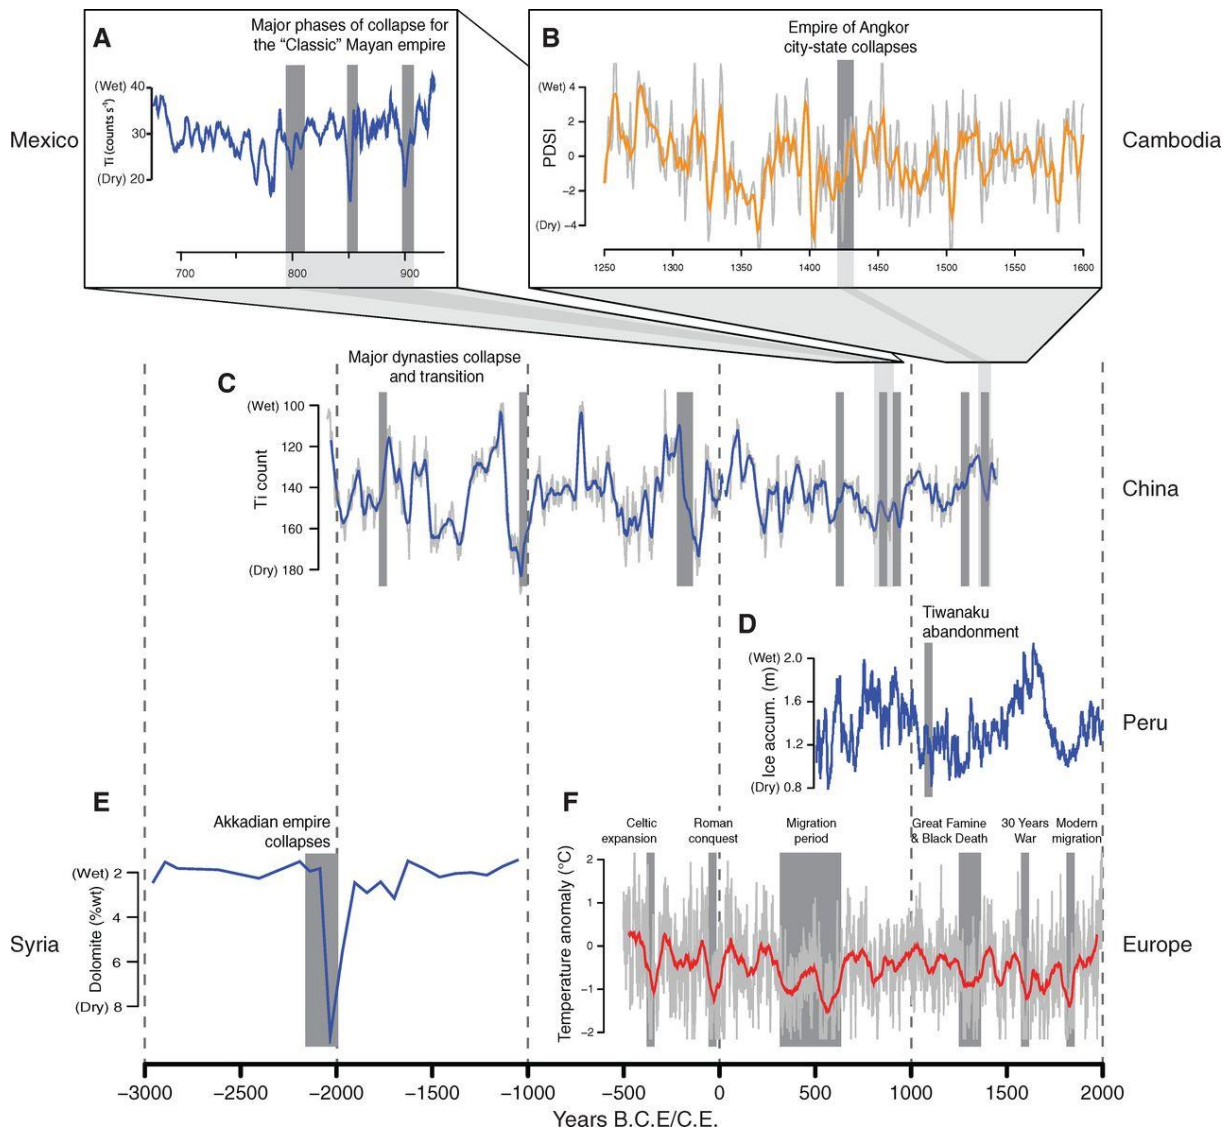 A
Major phases of collapse for
the “Classic” Mayan empire
(Wet) 40
30
(Dry) 20
Ti (counts s-1)
700
800
900
Mexico
B
Empire of Angkor
city-state collapses
(Wet) 4
2
0
−2
(Dry) −4
PDSI
1250
1300
1350
1400
1450
1500
1550
1600
Cambodia
C
Major dynasties collapse
and transition
(Wet) 100
120
140
160
(Dry) 180
Ti count
China
D
Tiwanaku
abandonment
(Wet) 2.0
1.6
1.2
0.8
(Dry)
Ice accum. (m)
Peru
E
Akkadian empire
collapses
(Wet) 2
4
6
(Dry) 8
Dolomite (%wt)
Syria
F
Celtic
expansion
Roman
conquest
Migration
period
Great Famine
& Black Death
30 Years
War
Modern
migration
2
1
0
−1
−2
Temperature anomaly (°C)
Europe
−3000
−2500
−2000
−1500
−1000
−500
0
500
1000
1500
2000
Years B.C.E/C.E.